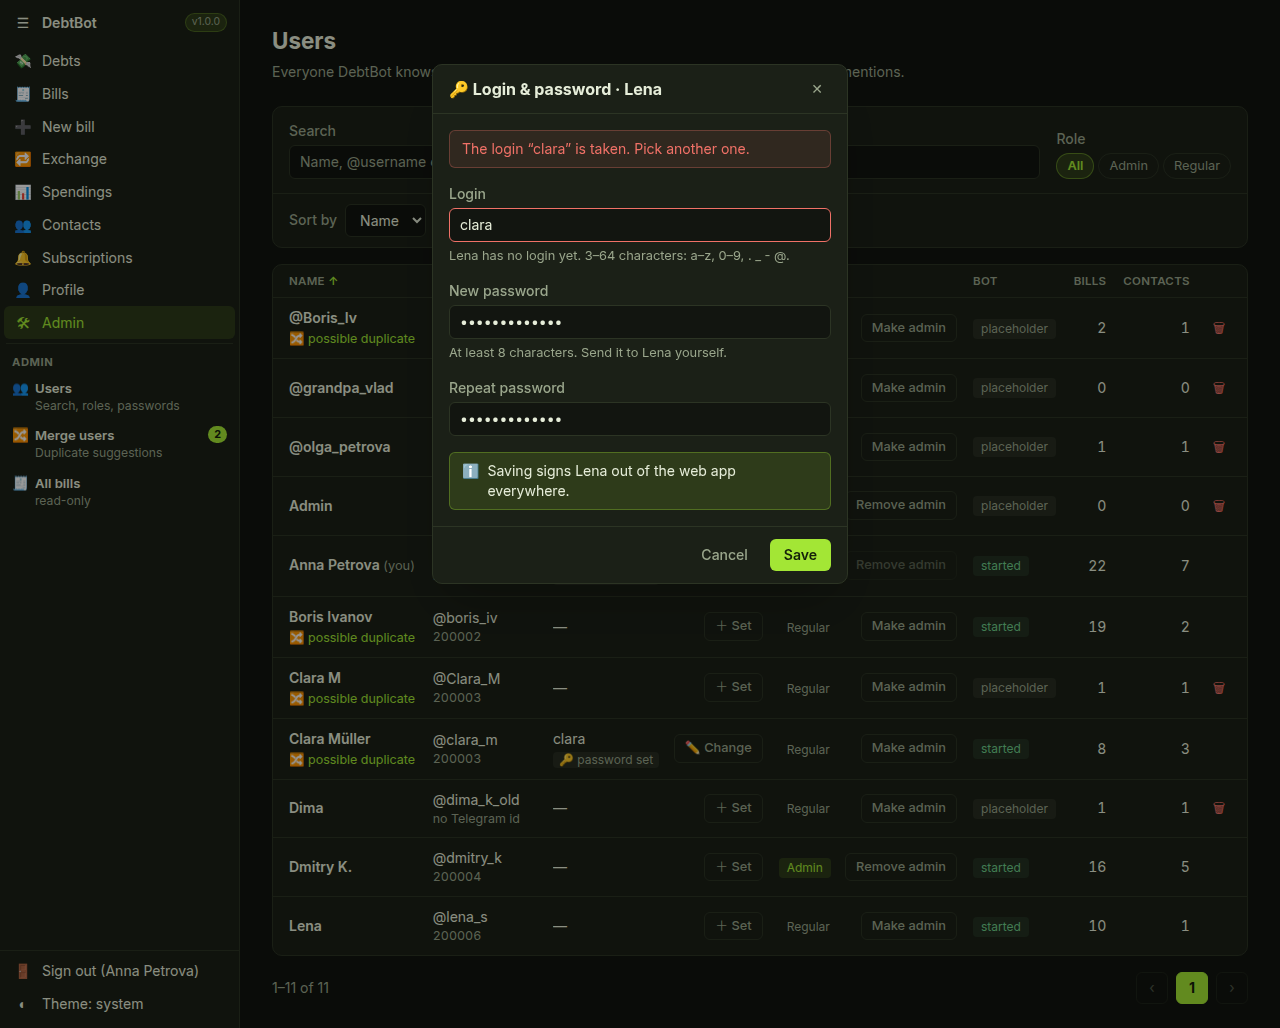 ☰ DebtBot v1.0.0
💸 Debts
🧾 Bills
➕ New bill
🔁 Exchange
📊 Spendings
👥 Contacts
🔔 Subscriptions
👤 Profile
🛠 Admin
ADMIN
👥 Users
Search, roles, passwords
🔀 Merge users 2
Duplicate suggestions
🧾 All bills
read-only
🚪 Sign out (Anna Petrova)
Theme: system
Users
Everyone DebtBot know
mentions.
Search
Name, @username
Role
All Admin Regular
Sort by Name
🔑 Login & password · Lena ×
The login “clara” is taken. Pick another one.
Login
clara
Lena has no login yet. 3–64 characters: a–z, 0–9, . _ - @.
New password
•••••••••••••
At least 8 characters. Send it to Lena yourself.
Repeat password
•••••••••••••
ℹ️ Saving signs Lena out of the web app
everywhere.
Cancel Save
NAME ↑ BOT BILLS CONTACTS
@Boris_Iv Make admin placeholder 2 1
🔀 possible duplicate
@grandpa_vlad Make admin placeholder 0 0
@olga_petrova Make admin placeholder 1 1
Admin Remove admin placeholder 0 0
Anna Petrova (you) Remove admin started 22 7
Boris Ivanov @boris_iv — + Set Regular Make admin started 19 2
🔀 possible duplicate 200002
Clara M @Clara_M — + Set Regular Make admin placeholder 1 1
🔀 possible duplicate 200003
Clara Müller @clara_m clara ✏️ Change Regular Make admin started 8 3
🔀 possible duplicate 200003 🔑 password set
Dima @dima_k_old — + Set Regular Make admin placeholder 1 1
no Telegram id
Dmitry K. @dmitry_k — + Set Admin Remove admin started 16 5
200004
Lena @lena_s — + Set Regular Make admin started 10 1
200006
1–11 of 11 ‹ 1 ›